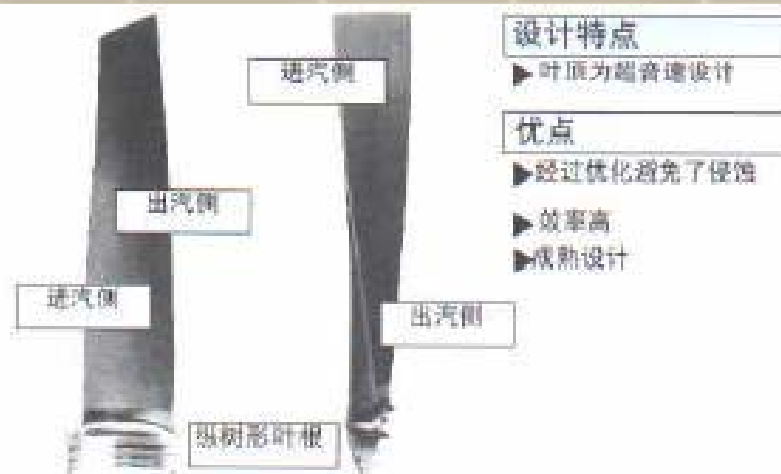 设计特点
▶ 叶顶为超音速设计
优点
▶经过优化避免了侵蚀
▶ 效率高
▶成熟设计
进汽侧
出汽侧
进汽侧
出汽侧
枞树形叶根